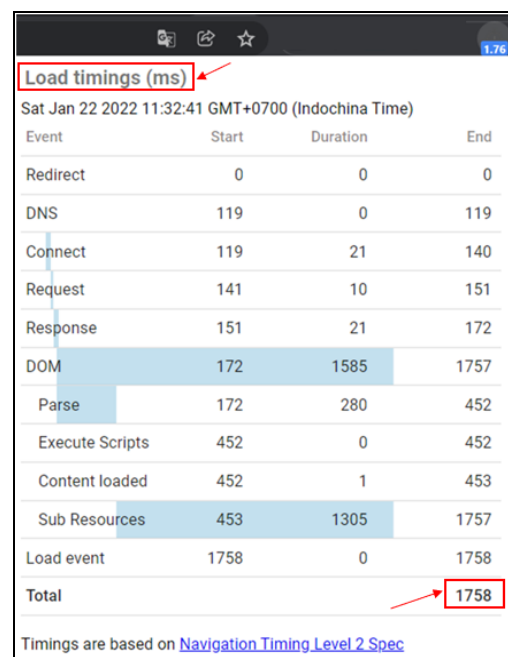 1.76
Load timings (ms)
Sat Jan 22 2022 11:32:41 GMT+0700 (Indochina Time)
Event Start Duration End
Redirect 0 0 0
DNS 119 0 119
Connect 119 21 140
Request 141 10 151
Response 151 21 172
DOM 172 1585 1757
Parse 172 280 452
Execute Scripts 452 0 452
Content loaded 452 1 453
Sub Resources 453 1305 1757
Load event 1758 0 1758
Total 1758
Timings are based on Navigation Timing Level 2 Spec